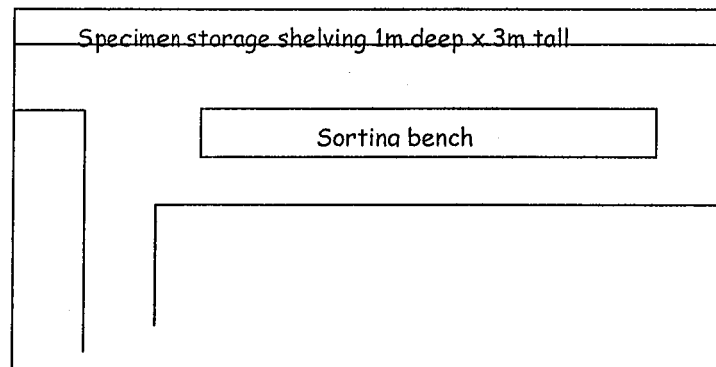 Specimen storage shelving 1m deep x 3m tall
Sorting bench